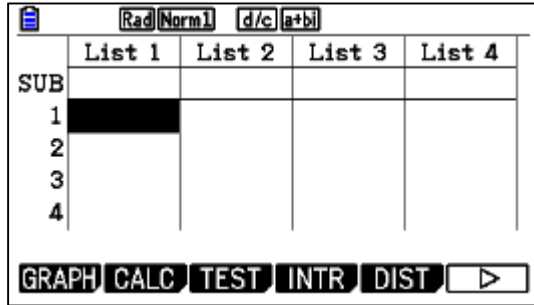 Rad Norm1 d/c a+bi
List 1 List 2 List 3 List 4
SUB
1
2
3
4
GRAPH CALC TEST INTR DIST ▷